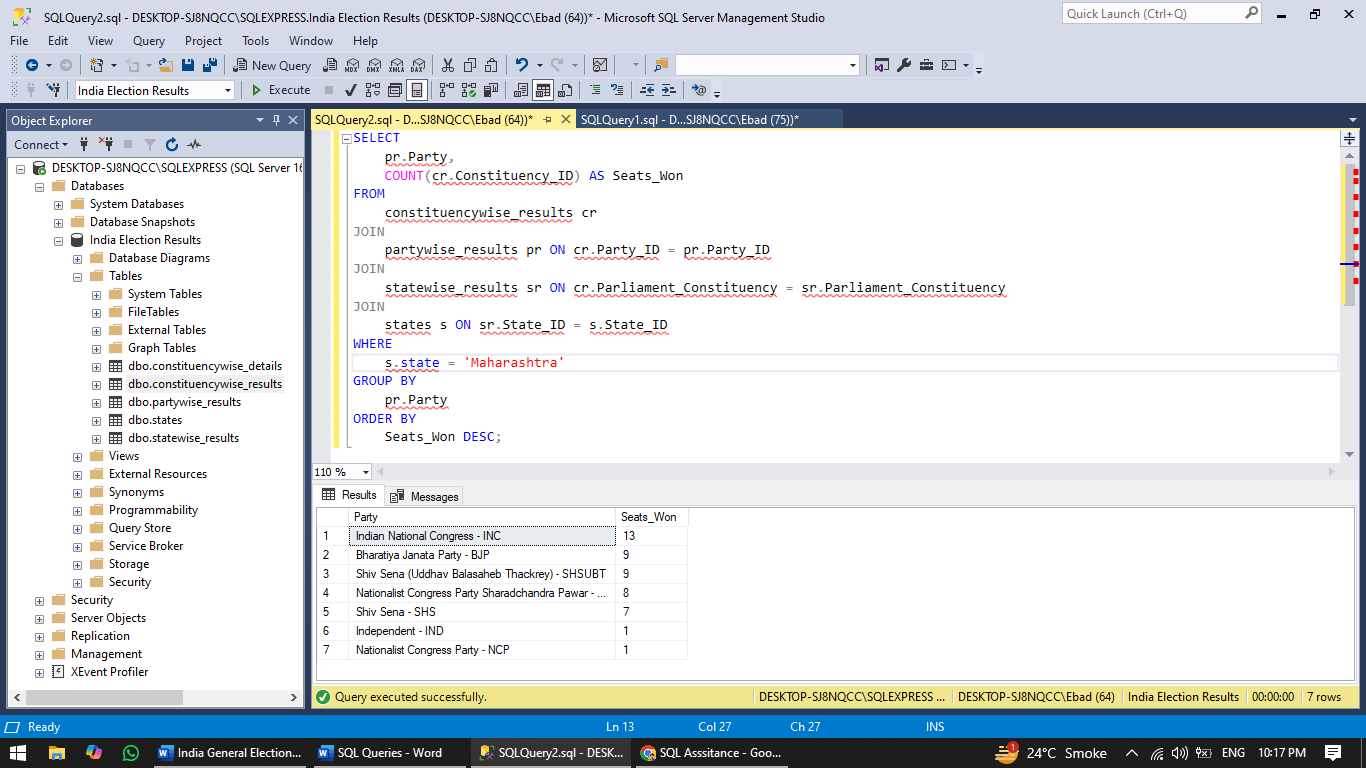 SQLQuery2.sql - DESKTOP-SJ8NQCC\SQLEXPRESS.India Election Results (DESKTOP-SJ8NQCC\Ebad (64))* - Microsoft SQL Server Management Studio
Quick Launch (Ctrl+Q)
File Edit View Query Project Tools Window Help
New Query
MDX DMX XMLA DAX
India Election Results
Execute
Object Explorer
Connect
DESKTOP-SJ8NQCC\SQLEXPRESS (SQL Server 16
Databases
System Databases
Database Snapshots
India Election Results
Database Diagrams
Tables
System Tables
FileTables
External Tables
Graph Tables
dbo.constituencywise_details
dbo.constituencywise_results
dbo.partywise_results
dbo.states
dbo.statewise_results
Views
External Resources
Synonyms
Programmability
Query Store
Service Broker
Storage
Security
Security
Server Objects
Replication
Management
XEvent Profiler
SQLQuery2.sql - D...SJ8NQCC\Ebad (64))*
SQLQuery1.sql - D...SJ8NQCC\Ebad (75))*
SELECT
pr.Party,
COUNT(cr.Constituency_ID) AS Seats_Won
FROM
constituencywise_results cr
JOIN
partywise_results pr ON cr.Party_ID = pr.Party_ID
JOIN
statewise_results sr ON cr.Parliament_Constituency = sr.Parliament_Constituency
JOIN
states s ON sr.State_ID = s.State_ID
WHERE
s.state = 'Maharashtra'
GROUP BY
pr.Party
ORDER BY
Seats_Won DESC;
110 %
Results
Messages
Party Seats_Won
1 Indian National Congress - INC 13
2 Bharatiya Janata Party - BJP 9
3 Shiv Sena (Uddhav Balasaheb Thackrey) - SHSUBT 9
4 Nationalist Congress Party Sharadchandra Pawar - ... 8
5 Shiv Sena - SHS 7
6 Independent - IND 1
7 Nationalist Congress Party - NCP 1
Query executed successfully.
DESKTOP-SJ8NQCC\SQLEXPRESS ... DESKTOP-SJ8NQCC\Ebad (64) India Election Results 00:00:00 7 rows
Ready
Ln 13 Col 27 Ch 27 INS
India General Election...
SQL Queries - Word
SQLQuery2.sql - DESK...
SQL Asssitance - Goo...
1
24°C Smoke
ENG
10:17 PM